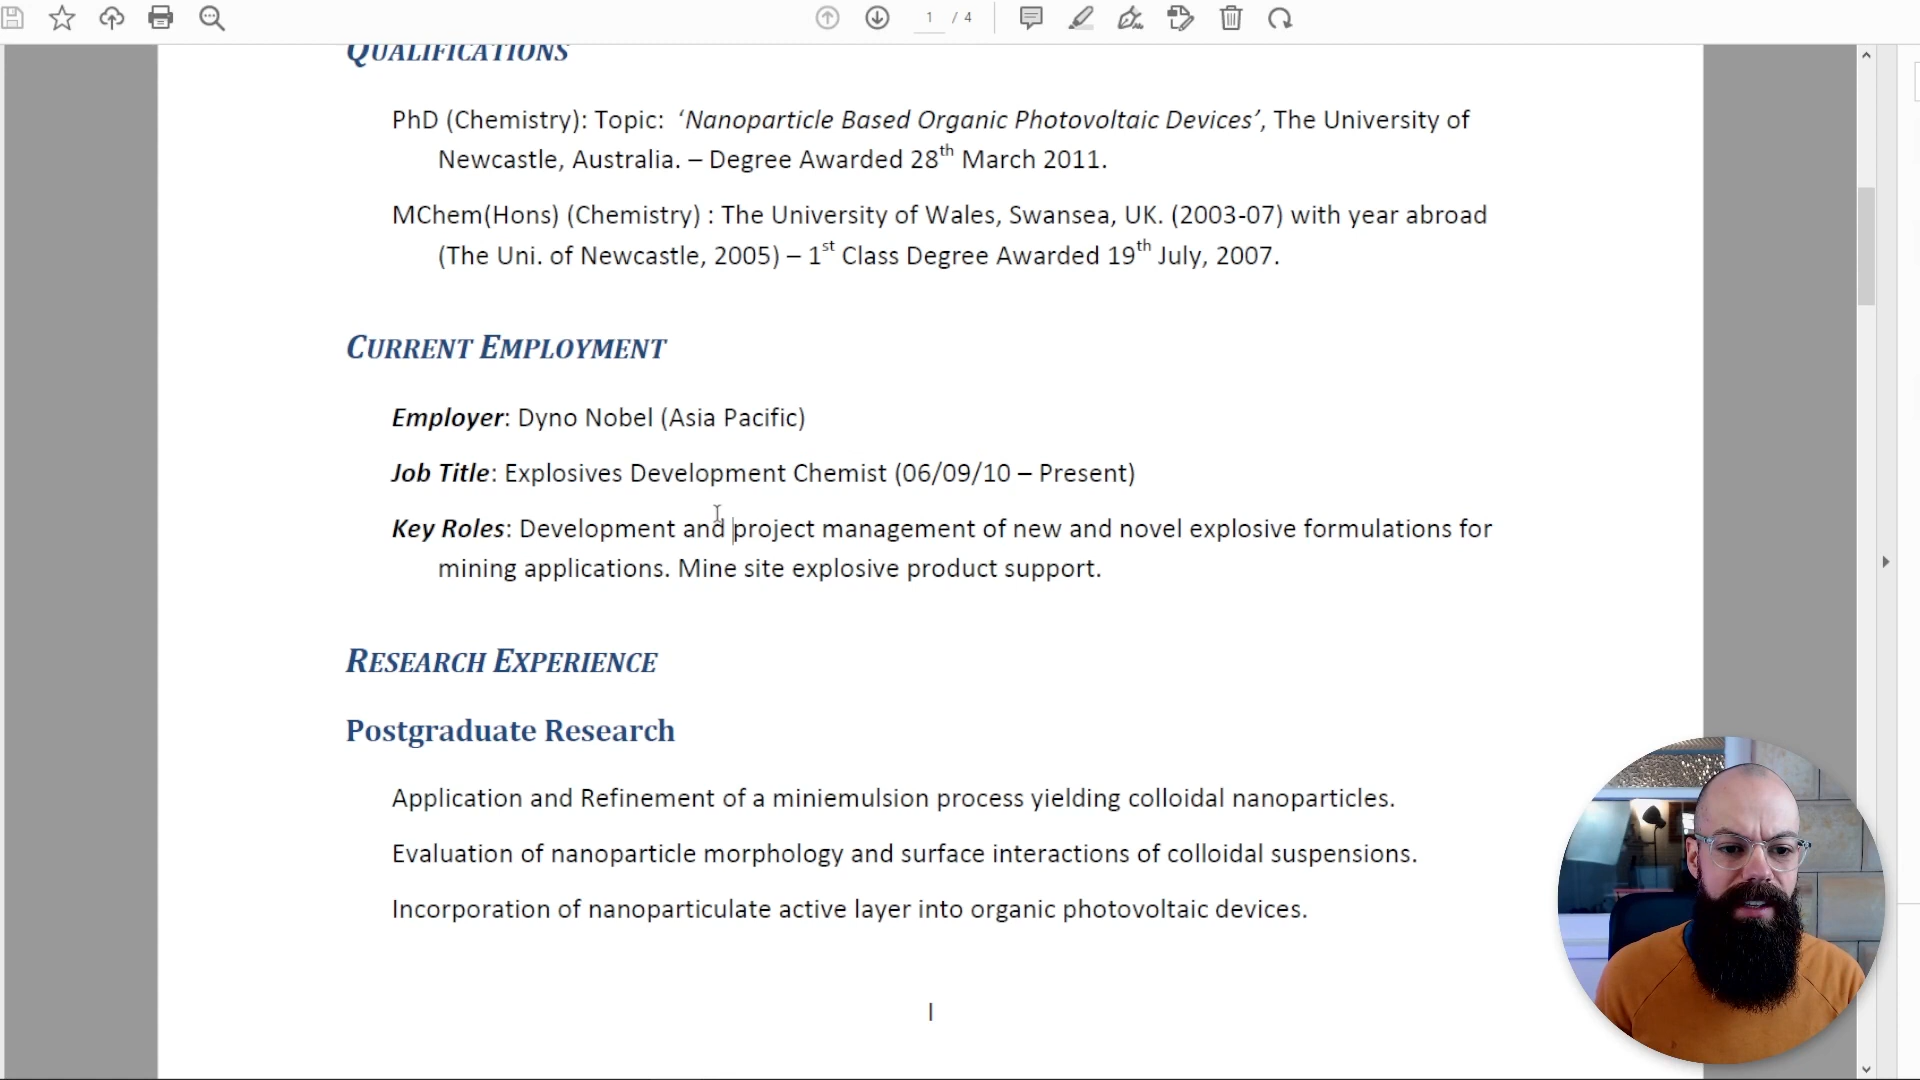 1 / 4
QUALIFICATIONS
PhD (Chemistry): Topic: ‘Nanoparticle Based Organic Photovoltaic Devices’, The University of
Newcastle, Australia. – Degree Awarded 28th March 2011.
MChem(Hons) (Chemistry) : The University of Wales, Swansea, UK. (2003-07) with year abroad
(The Uni. of Newcastle, 2005) – 1st Class Degree Awarded 19th July, 2007.
CURRENT EMPLOYMENT
Employer: Dyno Nobel (Asia Pacific)
Job Title: Explosives Development Chemist (06/09/10 – Present)
Key Roles: Development and project management of new and novel explosive formulations for
mining applications. Mine site explosive product support.
RESEARCH EXPERIENCE
Postgraduate Research
Application and Refinement of a miniemulsion process yielding colloidal nanoparticles.
Evaluation of nanoparticle morphology and surface interactions of colloidal suspensions.
Incorporation of nanoparticulate active layer into organic photovoltaic devices.
I